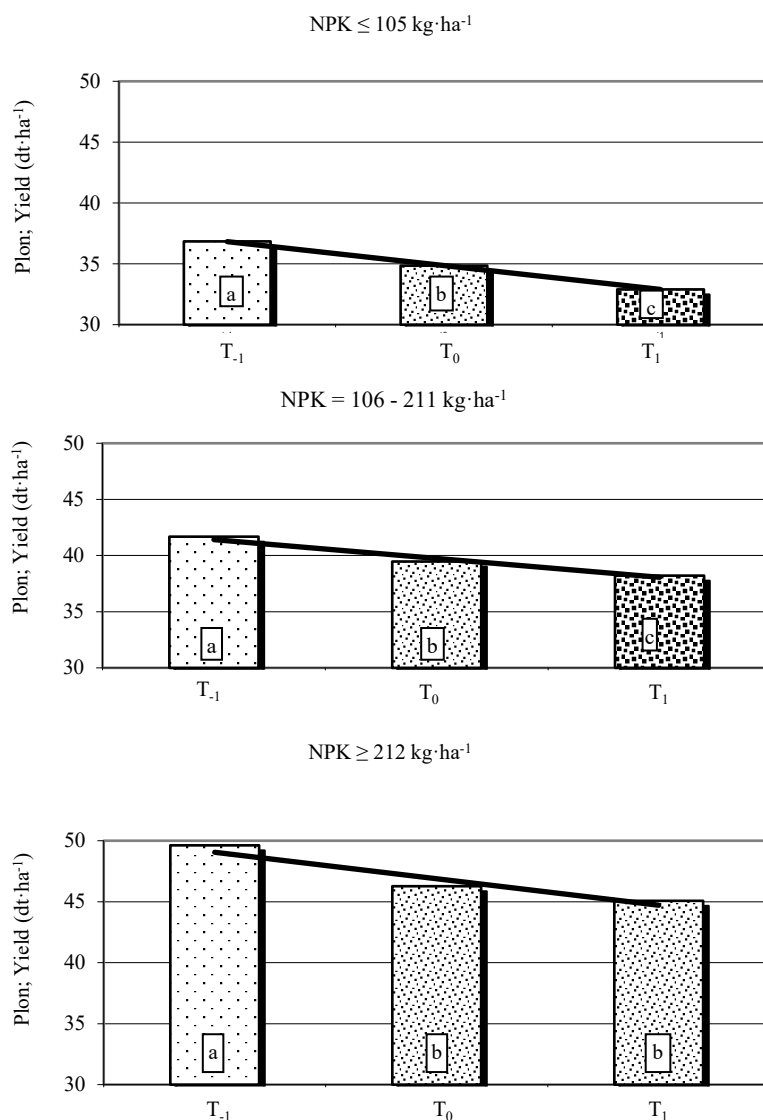 NPK ≤ 105 kg·ha⁻¹
Plon; Yield (dt·ha⁻¹)
50
45
40
35
30
a
b
c
T₋₁
T₀
T₁
NPK = 106 - 211 kg·ha⁻¹
Plon; Yield (dt·ha⁻¹)
50
45
40
35
30
a
b
c
T₋₁
T₀
T₁
NPK ≥ 212 kg·ha⁻¹
Plon; Yield (dt·ha⁻¹)
50
45
40
35
30
a
b
b
T₋₁
T₀
T₁